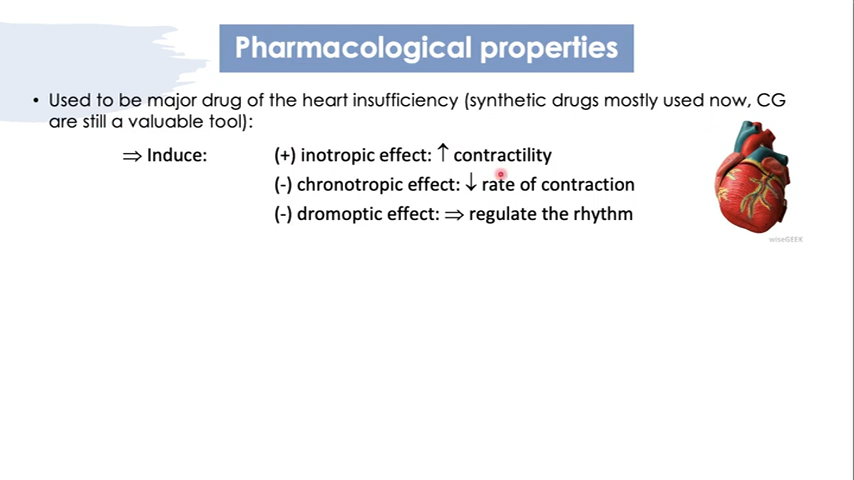 Pharmacological properties
• Used to be major drug of the heart insufficiency (synthetic drugs mostly used now, CG
are still a valuable tool):
⇒ Induce: (+) inotropic effect: ↑ contractility
(-) chronotropic effect: ↓ rate of contraction
(-) dromoptic effect: ⇒ regulate the rhythm
wiseGEEK